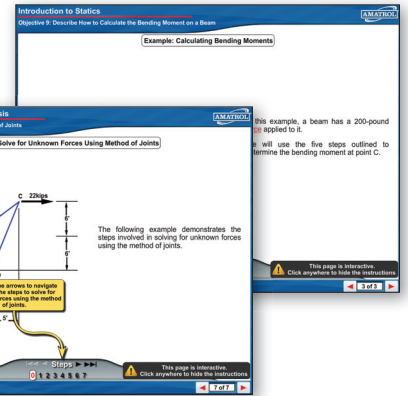 Introduction to Statics
AMATROL
Objective 9: Describe How to Calculate the Bending Moment on a Beam
Example: Calculating Bending Moments
this example, a beam has a 200-pound
applied to it.
will use the five steps outlined to
the bending moment at point C.
This page is interactive.
Click anywhere to hide the instructions
3 of 3
AMATROL
of Joints
Solve for Unknown Forces Using Method of Joints
C 22kips
6'
6'
The following example demonstrates the
steps involved in solving for unknown forces
using the method of joints.
arrows to navigate
steps to solve for
using the method
of joints.
5'
Steps
0 1 2 3 4 5 6 7
This page is interactive.
Click anywhere to hide the instructions
7 of 7